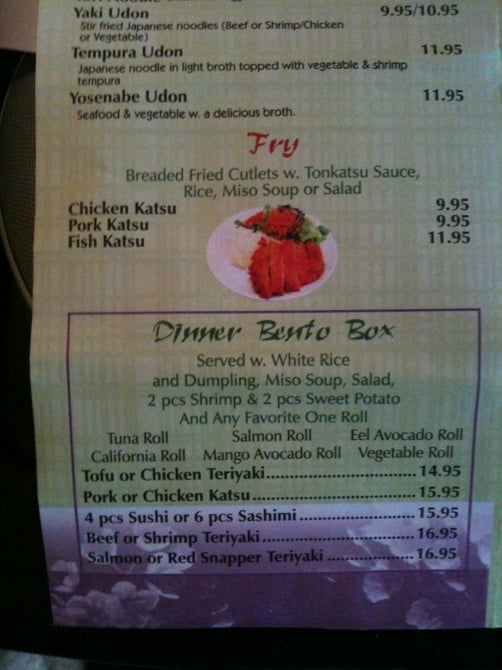 Yaki Udon 9.95/10.95
Stir fried Japanese noodles (Beef or Shrimp/Chicken
or Vegetable)
Tempura Udon 11.95
Japanese noodle in light broth topped with vegetable & shrimp
tempura
Yosenabe Udon 11.95
Seafood & vegetable w. a delicious broth.
Fry
Breaded Fried Cutlets w. Tonkatsu Sauce,
Rice, Miso Soup or Salad
Chicken Katsu 9.95
Pork Katsu 9.95
Fish Katsu 11.95
Dinner Bento Box
Served w. White Rice
and Dumpling, Miso Soup, Salad,
2 pcs Shrimp & 2 pcs Sweet Potato
And Any Favorite One Roll
Tuna Roll Salmon Roll Eel Avocado Roll
California Roll Mango Avocado Roll Vegetable Roll
Tofu or Chicken Teriyaki..............................14.95
Pork or Chicken Katsu.................................15.95
4 pcs Sushi or 6 pcs Sashimi.......................15.95
Beef or Shrimp Teriyaki...............................16.95
Salmon or Red Snapper Teriyaki.................16.95